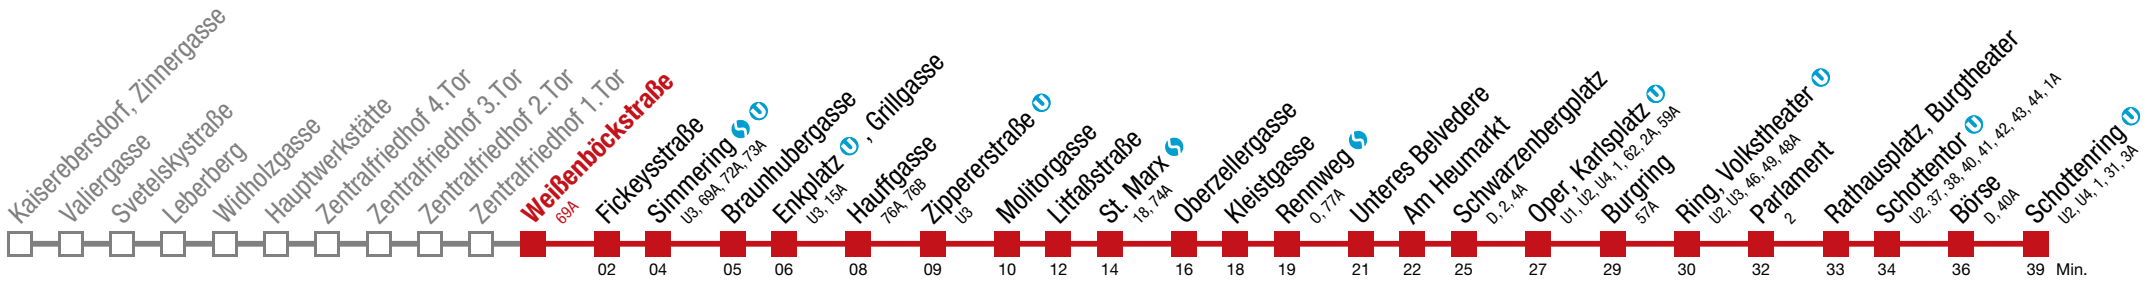 Kaiserebersdorf, Zinnergasse
Valiergasse
Svetelskystraße
Leberberg
Widholzgasse
Hauptwerkstätte
Zentralfriedhof 4.Tor
Zentralfriedhof 3.Tor
Zentralfriedhof 2.Tor
Zentralfriedhof 1.Tor
Weißenböckstraße
69A
Fickeysstraße
Simmering
U3, 69A, 72A, 73A
Braunhubergasse
Enkplatz U, Grillgasse
U3, 15A
Hauffgasse
76A, 76B
Zippererstraße U
U3
Molitorgasse
Litfaßstraße
St. Marx
18, 74A
Oberzellergasse
Kleistgasse
Rennweg
O, 77A
Unteres Belvedere
Am Heumarkt
Schwarzenbergplatz
D, 2, 4A
Oper, Karlsplatz U
U1, U2, U4, 1, 62, 2A, 59A
Burgring
57A
Ring, Volkstheater U
U2, U3, 46, 49, 48A
Parlament
2
Rathausplatz, Burgtheater
Schottentor U
U2, 37, 38, 40, 41, 42, 43, 44, 1A
Börse
D, 40A
Schottenring U
U2, U4, 1, 31, 3A
02 04 05 06 08 09 10 12 14 16 18 19 21 22 25 27 29 30 32 33 34 36 39 Min.